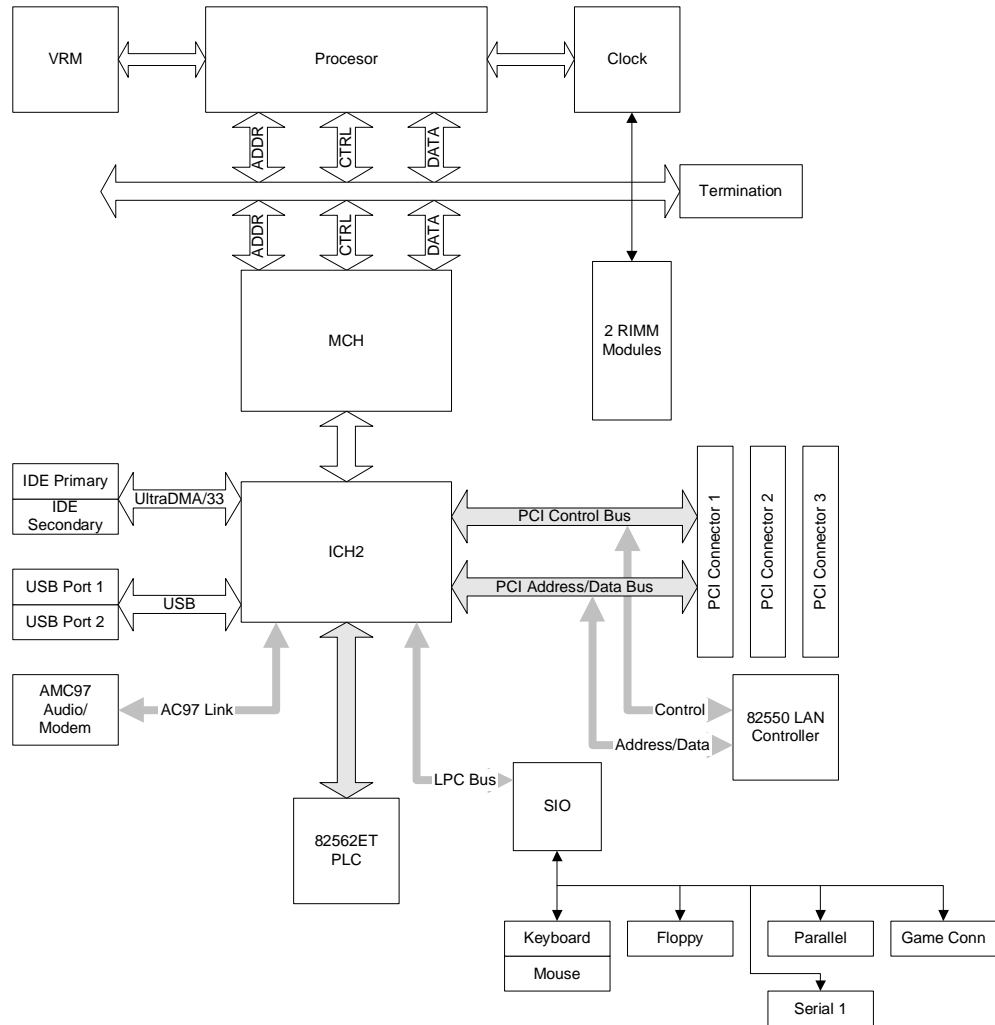 VRM
Procesor
Clock
ADDR
CTRL
DATA
Termination
ADDR
CTRL
DATA
MCH
2 RIMM
Modules
IDE Primary
IDE
Secondary
UltraDMA/33
ICH2
PCI Control Bus
PCI Address/Data Bus
PCI Connector 1
PCI Connector 2
PCI Connector 3
USB Port 1
USB Port 2
USB
AMC97
Audio/
Modem
AC97 Link
Control
Address/Data
82550 LAN
Controller
LPC Bus
SIO
82562ET
PLC
Keyboard
Mouse
Floppy
Parallel
Game Conn
Serial 1